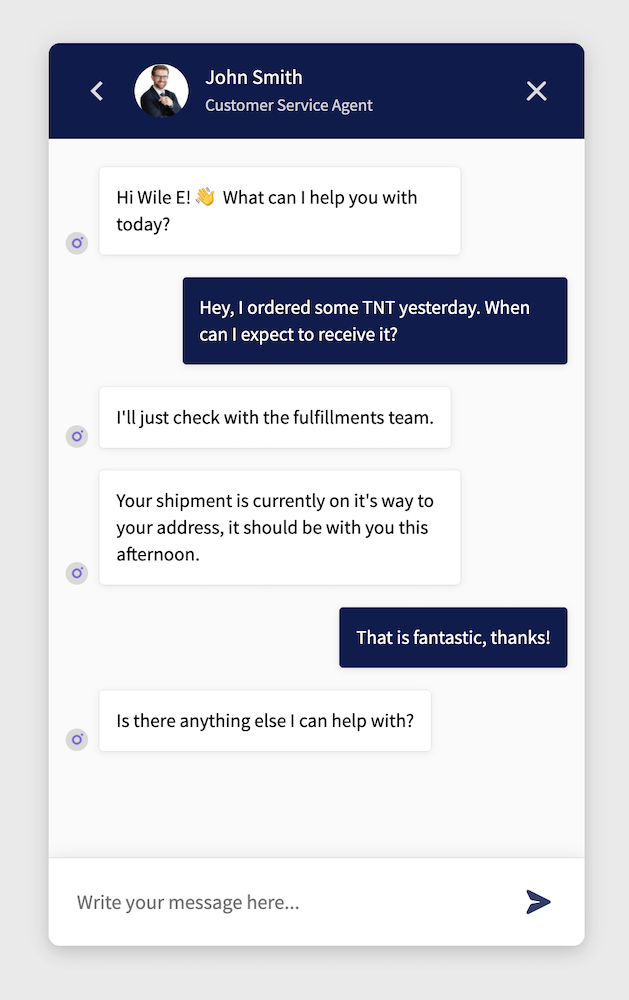 John Smith
Customer Service Agent
Hi Wile E! 👋 What can I help you with
today?
Hey, I ordered some TNT yesterday. When
can I expect to receive it?
I'll just check with the fulfillments team.
Your shipment is currently on it's way to
your address, it should be with you this
afternoon.
That is fantastic, thanks!
Is there anything else I can help with?
Write your message here...